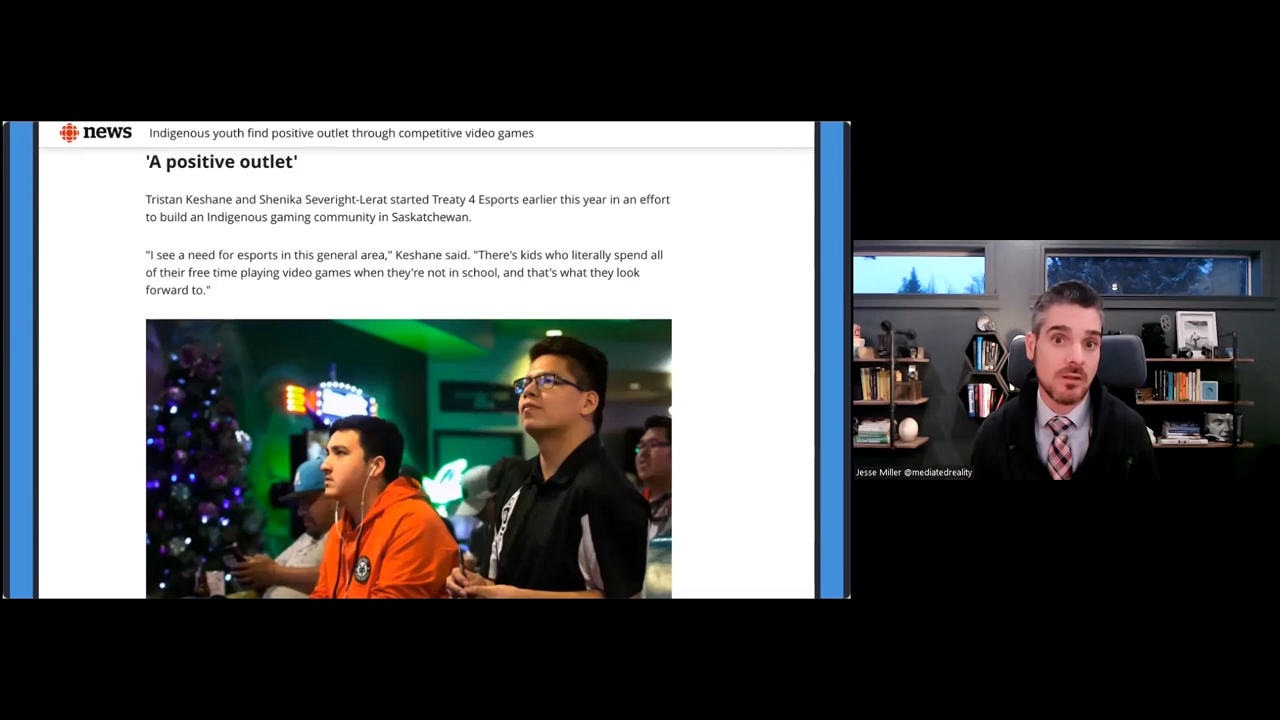 news Indigenous youth find positive outlet through competitive video games
'A positive outlet'
Tristan Keshane and Shenika Severight-Lerat started Treaty 4 Esports earlier this year in an effort
to build an Indigenous gaming community in Saskatchewan.
"I see a need for esports in this general area," Keshane said. "There's kids who literally spend all
of their free time playing video games when they're not in school, and that's what they look
forward to."
Jesse Miller @mediatedreality